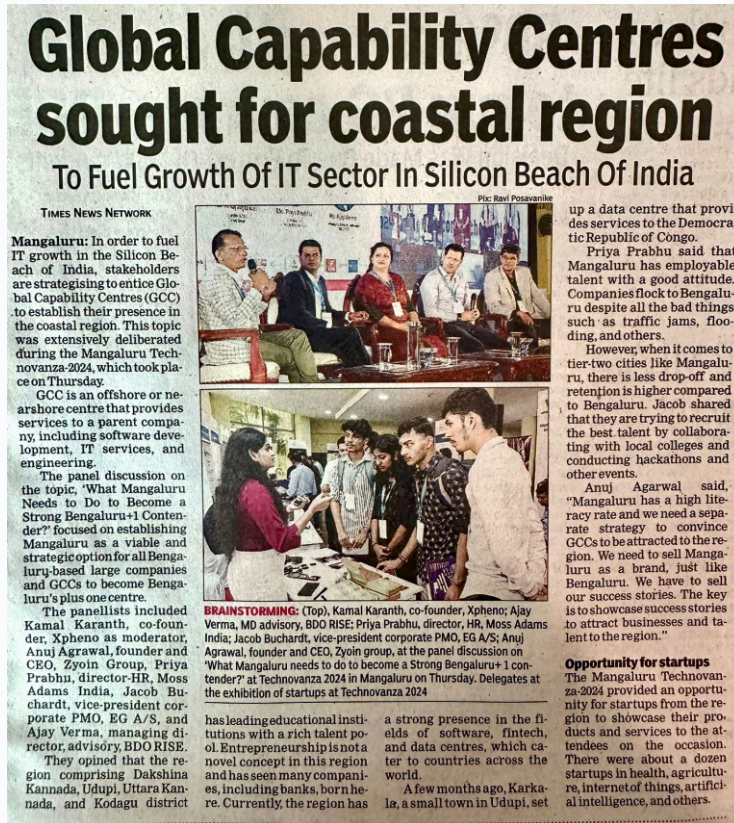 Global Capability Centres
sought for coastal region
To Fuel Growth Of IT Sector In Silicon Beach Of India
Pix: Ravi Posavanike
TIMES NEWS NETWORK
Mangaluru: In order to fuel
IT growth in the Silicon Be-
ach of India, stakeholders
are strategising to entice Glo-
bal Capability Centres (GCC)
to establish their presence in
the coastal region. This topic
was extensively deliberated
during the Mangaluru Tech-
novanza-2024, which took pla-
ce on Thursday.
GCC is an offshore or ne-
arshore centre that provides
services to a parent compa-
ny, including software deve-
lopment, IT services, and
engineering.
The panel discussion on
the topic, ‘What Mangaluru
Needs to Do to Become a
Strong Bengaluru+1 Conten-
der?’ focused on establishing
Mangaluru as a viable and
strategic option for all Benga-
luru-based large companies
and GCCs to become Benga-
luru's plus one centre.
The panellists included
Kamal Karanth, co-foun-
der, Xpheno as moderator,
Anuj Agrawal, founder and
CEO, Zyoin Group, Priya
Prabhu, director-HR, Moss
Adams India, Jacob Bu-
chardt, vice-president cor-
porate PMO, EG A/S, and
Ajay Verma, managing di-
rector, advisory, BDO RISE.
They opined that the re-
gion comprising Dakshina
Kannada, Udupi, Uttara Kan-
nada, and Kodagu district
BRAINSTORMING: (Top), Kamal Karanth, co-founder, Xpheno; Ajay
Verma, MD advisory, BDO RISE; Priya Prabhu, director, HR, Moss Adams
India; Jacob Buchardt, vice-president corporate PMO, EG A/S; Anuj
Agrawal, founder and CEO, Zyoin group, at the panel discussion on
‘What Mangaluru needs to do to become a Strong Bengaluru+ 1 con-
tender?’ at Technovanza 2024 in Mangaluru on Thursday. Delegates at
the exhibition of startups at Technovanza 2024
has leading educational insti-
tutions with a rich talent po-
ol. Entrepreneurship is not a
novel concept in this region
and has seen many compani-
es, including banks, born he-
re. Currently, the region has
a strong presence in the fi-
elds of software, fintech,
and data centres, which ca-
ter to countries across the
world.
A few months ago, Karka-
la, a small town in Udupi, set
up a data centre that provi-
des services to the Democra-
tic Republic of Congo.
Priya Prabhu said that
Mangaluru has employable
talent with a good attitude.
Companies flock to Bengalu-
ru despite all the bad things
such as traffic jams, floo-
ding, and others.
However, when it comes to
tier-two cities like Mangalu-
ru, there is less drop-off and
retention is higher compared
to Bengaluru. Jacob shared
that they are trying to recruit
the best talent by collabora-
ting with local colleges and
conducting hackathons and
other events.
Anuj Agarwal said,
“Mangaluru has a high lite-
racy rate and we need a sepa-
rate strategy to convince
GCCs to be attracted to the re-
gion. We need to sell Manga-
luru as a brand, just like
Bengaluru. We have to sell
our success stories. The key
is to showcase success stories
to attract businesses and ta-
lent to the region.”
Opportunity for startups
The Mangaluru Technovan-
za-2024 provided an opportu-
nity for startups from the re-
gion to showcase their pro-
ducts and services to the at-
tendees on the occasion.
There were about a dozen
startups in health, agricultu-
re, internet of things, artifici-
al intelligence, and others.